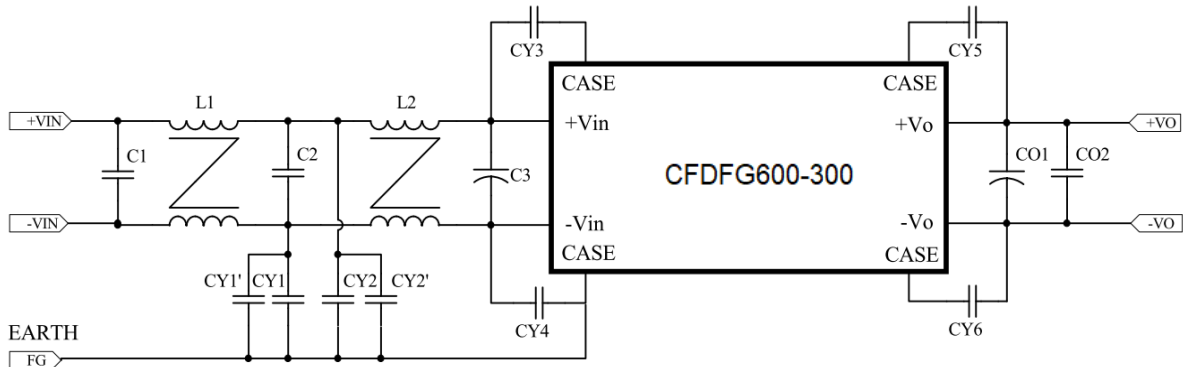 CY3
CY5
CASE
CASE
L1
L2
+VIN
+Vin
+Vo
+VO
C1
C2
C3
CFDFG600-300
CO1
CO2
-VIN
-Vin
-Vo
-VO
CASE
CASE
CY1'
CY1
CY2
CY2'
CY4
CY6
EARTH
FG